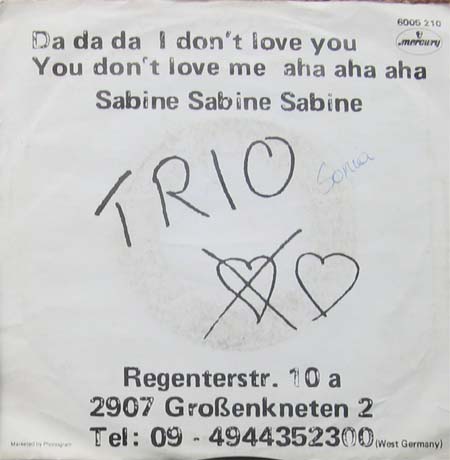 6005 210
mercury
Da da da I don't love you
You don't love me aha aha aha
Sabine Sabine Sabine
TRIO
Sonia
Regenterstr. 10 a
2907 Großenkneten 2
Tel: 09 - 4944352300 (West Germany)
Marketed by Phonogram